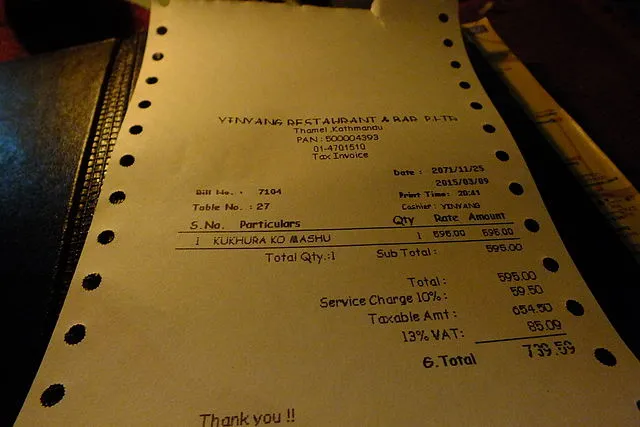 YINYANG RESTAURANT & BAR P.LTD
Thamel ,Kathmandu
PAN : 500004393
01-4701510
Tax Invoice
Date : 2071/11/25
2015/03/09
Bill No. : 7104 Print Time: 20:41
Table No. : 27 Cashier: YINYANG
S.No. Particulars Qty Rate Amount
1 KUKHURA KO MASHU 1 595.00 595.00
Total Qty.:1 Sub Total: 595.00
Total: 595.00
Service Charge 10%: 59.50
Taxable Amt: 654.50
13% VAT: 85.09
G.Total 739.59
Thank you !!